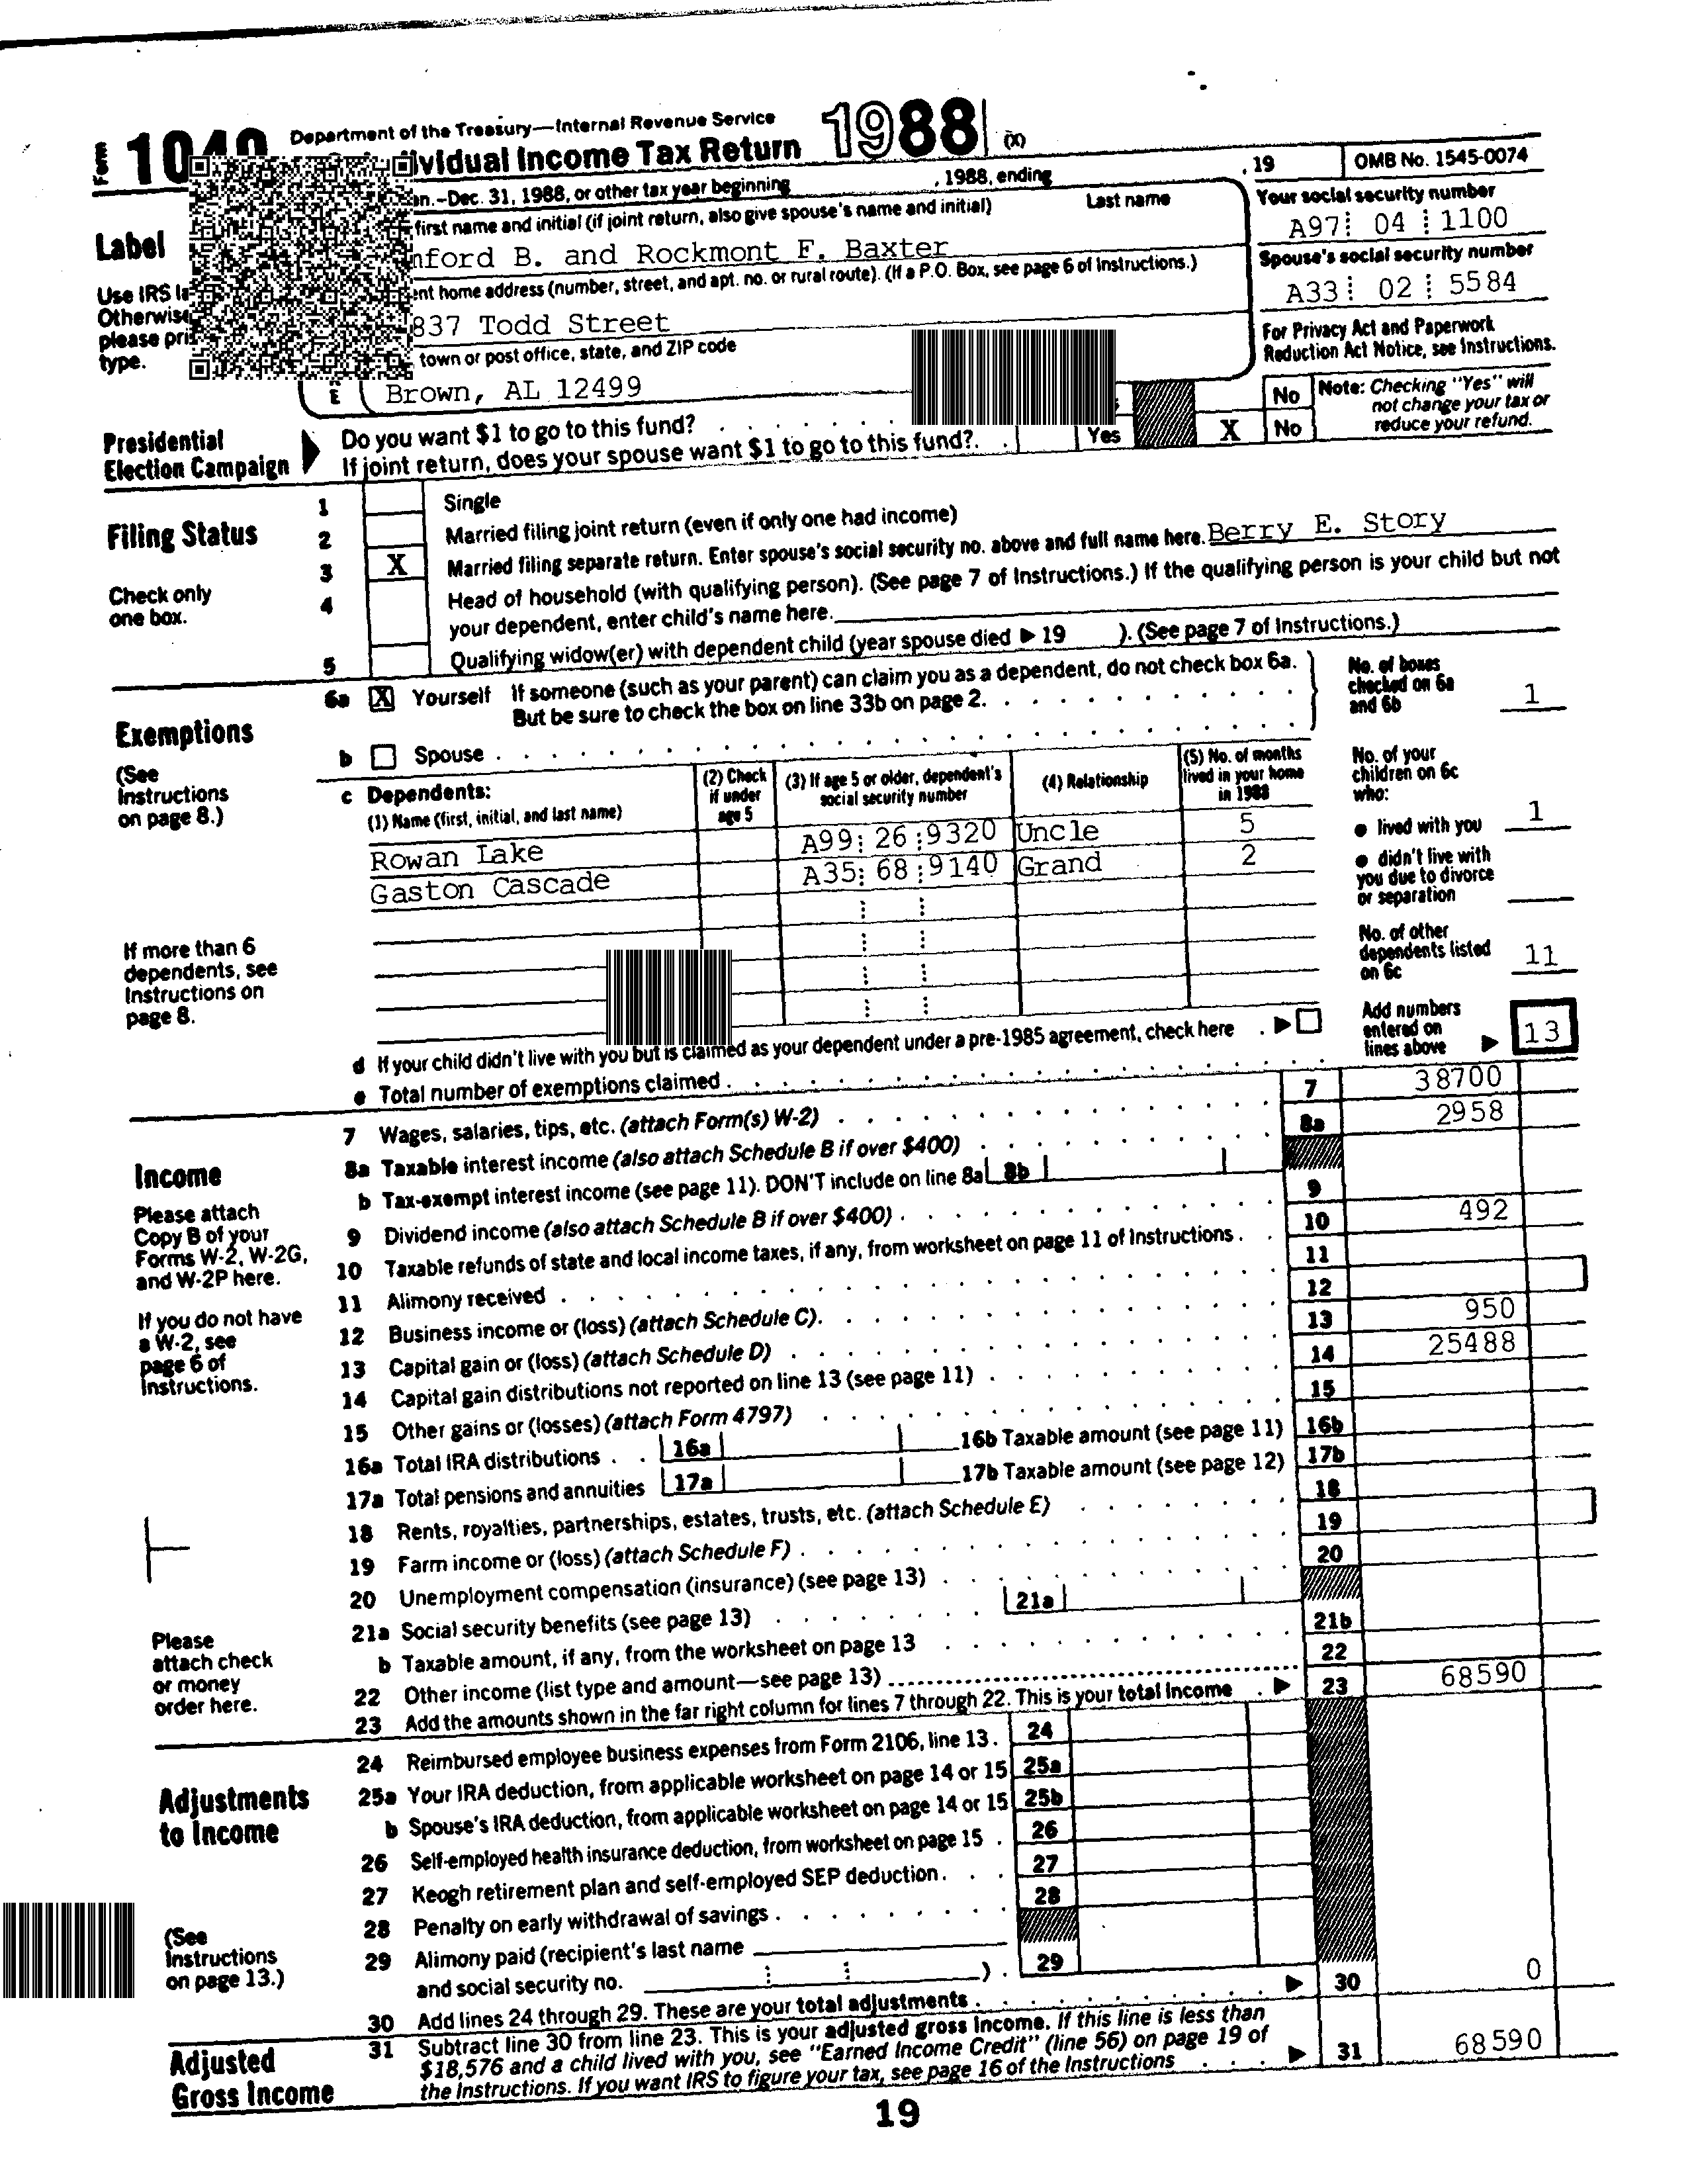 Form 1040 Department of the Treasury—Internal Revenue Service
Individual Income Tax Return 1988 (X)
Dec. 31, 1988, or other tax year beginning , 1988, ending , 19 OMB No. 1545-0074
Label
first name and initial (if joint return, also give spouse's name and initial) Last name
B. and Rockmont F. Baxter
Your social security number
A97 04 1100
Use IRS
Otherwise,
please
type.
home address (number, street, and apt. no. or rural route). (If a P.O. Box, see page 6 of Instructions.)
837 Todd Street
Spouse's social security number
A33 02 5584
town or post office, state, and ZIP code
Brown, AL 12499
For Privacy Act and Paperwork
Reduction Act Notice, see Instructions.
Presidential
Election Campaign
Do you want $1 to go to this fund? . . . . . . No
If joint return, does your spouse want $1 to go to this fund?. . Yes X No
Note: Checking "Yes" will
not change your tax or
reduce your refund.
Filing Status
Check only
one box.
1 Single
2 Married filing joint return (even if only one had income)
3 X Married filing separate return. Enter spouse's social security no. above and full name here. Berry E. Story
4 Head of household (with qualifying person). (See page 7 of Instructions.) If the qualifying person is your child but not
your dependent, enter child's name here.
5 Qualifying widow(er) with dependent child (year spouse died ▶ 19 ). (See page 7 of Instructions.)
Exemptions
(See
Instructions
on page 8.)
6a X Yourself If someone (such as your parent) can claim you as a dependent, do not check box 6a.
But be sure to check the box on line 33b on page 2.
b Spouse
No. of boxes
checked on 6a
and 6b 1
c Dependents:
(1) Name (first, initial, and last name)
(2) Check
if under
age 5
(3) If age 5 or older, dependent's
social security number
(4) Relationship
(5) No. of months
lived in your home
in 1988
Rowan Lake A99 26 9320 Uncle 5
Gaston Cascade A35 68 9140 Grand 2
No. of your
children on 6c
who:
● lived with you 1
● didn't live with
you due to divorce
or separation
No. of other
dependents listed
on 6c 11
If more than 6
dependents, see
Instructions on
page 8.
d If your child didn't live with you but is claimed as your dependent under a pre-1985 agreement, check here . ▶
e Total number of exemptions claimed
Add numbers
entered on
lines above ▶ 13
Income
Please attach
Copy B of your
Forms W-2, W-2G,
and W-2P here.
If you do not have
a W-2, see
page 6 of
Instructions.
7 Wages, salaries, tips, etc. (attach Form(s) W-2) 7 38700
8a Taxable interest income (also attach Schedule B if over $400) 8a 2958
b Tax-exempt interest income (see page 11). DON'T include on line 8a 8b
9 Dividend income (also attach Schedule B if over $400) 9
10 Taxable refunds of state and local income taxes, if any, from worksheet on page 11 of Instructions 10 492
11 Alimony received 11
12 Business income or (loss) (attach Schedule C). 12
13 Capital gain or (loss) (attach Schedule D) 13 950
14 Capital gain distributions not reported on line 13 (see page 11) 14 25488
15 Other gains or (losses) (attach Form 4797) 15
16a Total IRA distributions 16a 16b Taxable amount (see page 11) 16b
17a Total pensions and annuities 17a 17b Taxable amount (see page 12) 17b
18 Rents, royalties, partnerships, estates, trusts, etc. (attach Schedule E) 18
19 Farm income or (loss) (attach Schedule F) 19
20 Unemployment compensation (insurance) (see page 13) 20
21a Social security benefits (see page 13) 21a
b Taxable amount, if any, from the worksheet on page 13 21b
22 Other income (list type and amount—see page 13) 22
23 Add the amounts shown in the far right column for lines 7 through 22. This is your total income ▶ 23 68590
Please
attach check
or money
order here.
Adjustments
to Income
(See
Instructions
on page 13.)
24 Reimbursed employee business expenses from Form 2106, line 13. 24
25a Your IRA deduction, from applicable worksheet on page 14 or 15 25a
b Spouse's IRA deduction, from applicable worksheet on page 14 or 15 25b
26 Self-employed health insurance deduction, from worksheet on page 15 26
27 Keogh retirement plan and self-employed SEP deduction 27
28 Penalty on early withdrawal of savings 28
29 Alimony paid (recipient's last name
and social security no. ) . 29
30 Add lines 24 through 29. These are your total adjustments ▶ 30 0
Adjusted
Gross Income
31 Subtract line 30 from line 23. This is your adjusted gross income. If this line is less than
$18,576 and a child lived with you, see "Earned Income Credit" (line 56) on page 19 of
the Instructions. If you want IRS to figure your tax, see page 16 of the Instructions ▶ 31 68590
19